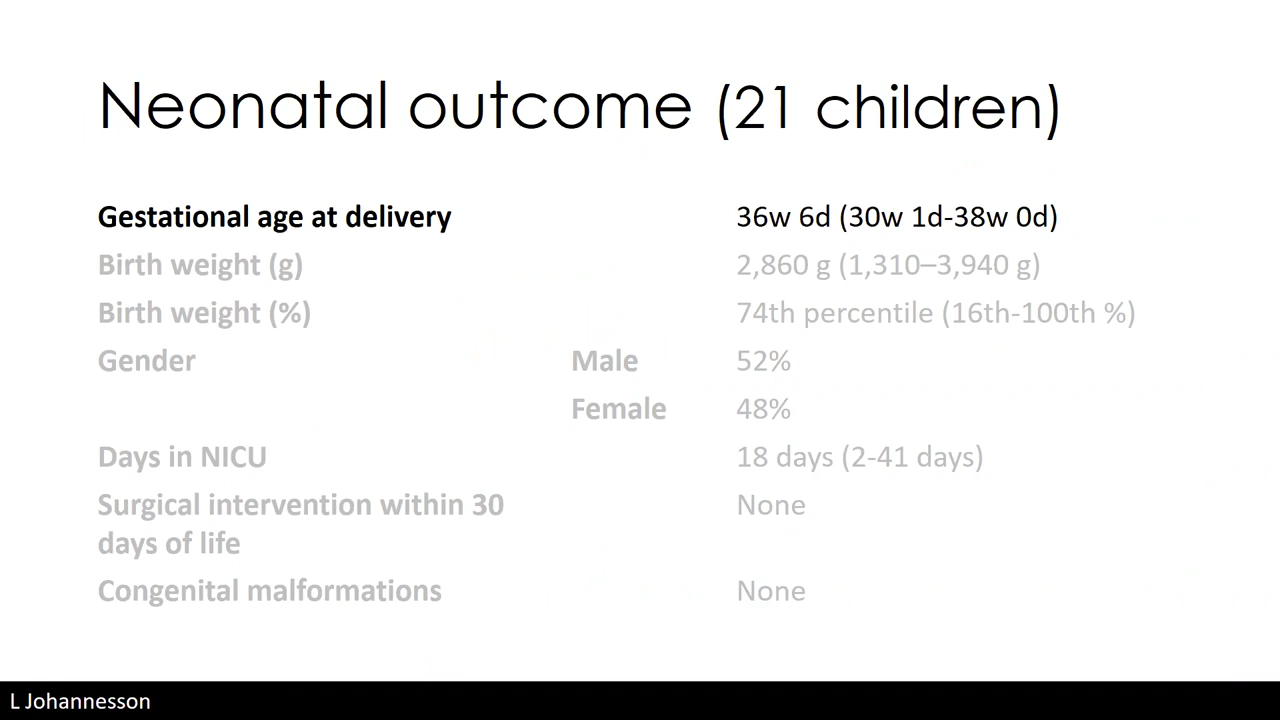 Neonatal outcome (21 children)
Gestational age at delivery 36w 6d (30w 1d-38w 0d)
Birth weight (g) 2,860 g (1,310–3,940 g)
Birth weight (%) 74th percentile (16th-100th %)
Gender Male 52%
Female 48%
Days in NICU 18 days (2-41 days)
Surgical intervention within 30 None
days of life
Congenital malformations None
L Johannesson